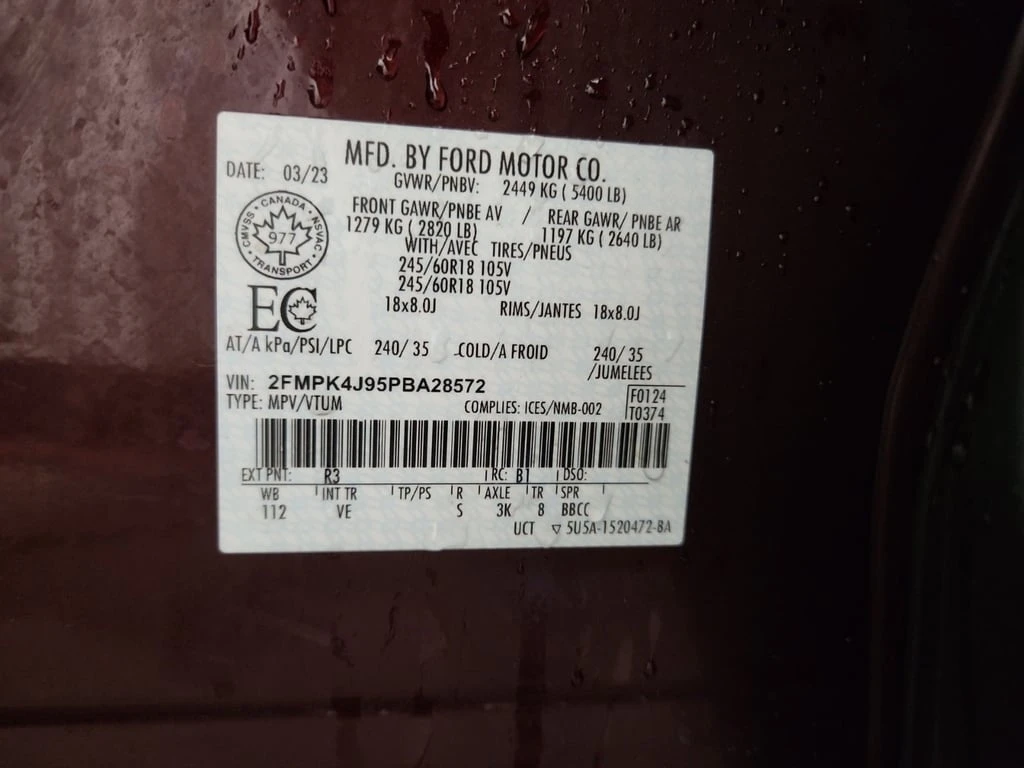 MFD. BY FORD MOTOR CO.
DATE: 03/23
GVWR/PNBV: 2449 KG ( 5400 LB)
FRONT GAWR/PNBE AV / REAR GAWR/ PNBE AR
1279 KG ( 2820 LB) 1197 KG ( 2640 LB)
WITH/AVEC TIRES/PNEUS
245/60R18 105V
245/60R18 105V
18x8.0J RIMS/JANTES 18x8.0J
CMVSS · CANADA · NSVAC · TRANSPORT ·
977
EC
AT/A kPa/PSI/LPC 240/ 35 COLD/A FROID 240/ 35
/JUMELEES
VIN: 2FMPK4J95PBA28572
TYPE: MPV/VTUM COMPLIES: ICES/NMB-002
F0124
T0374
EXT PNT: R3 RC: B1 DSO:
WB INT TR TP/PS R AXLE TR SPR
112 VE S 3K 8 BBCC
UCT ▽ 5U5A-1520472-BA